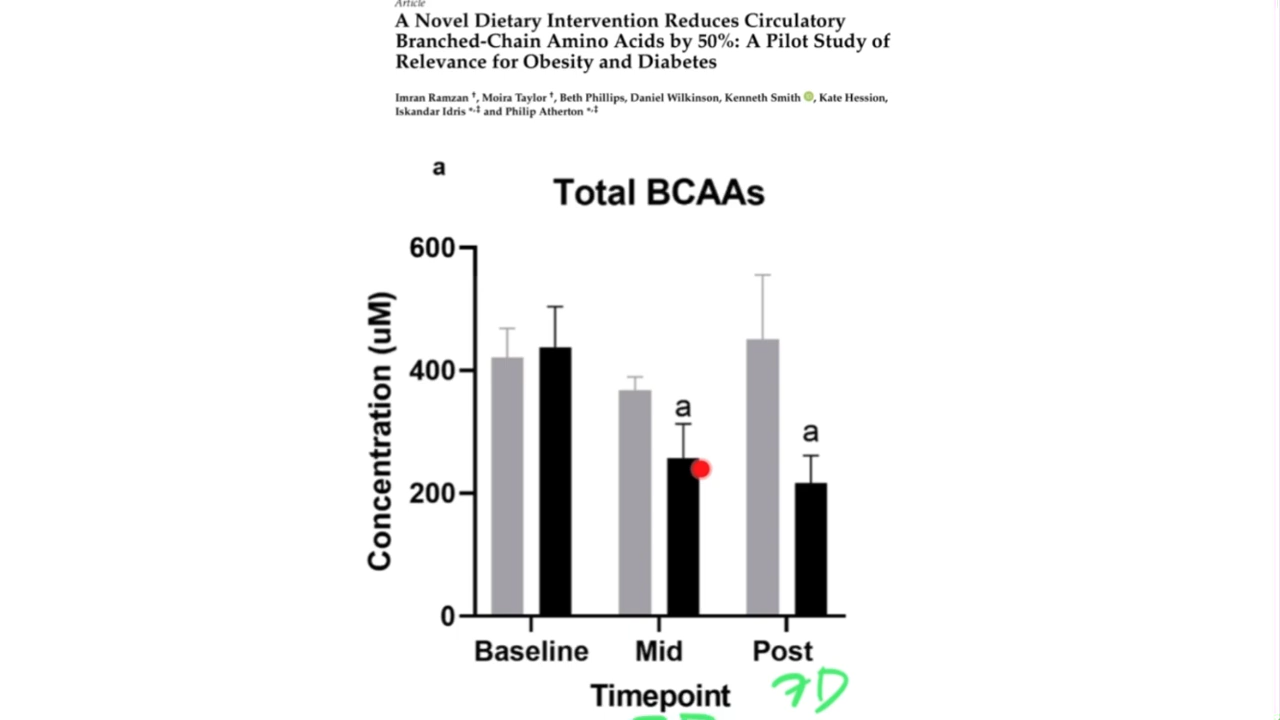 Article
A Novel Dietary Intervention Reduces Circulatory
Branched-Chain Amino Acids by 50%: A Pilot Study of
Relevance for Obesity and Diabetes
Imran Ramzan †, Moira Taylor †, Beth Phillips, Daniel Wilkinson, Kenneth Smith, Kate Hession,
Iskandar Idris *,‡ and Philip Atherton *,‡
a
Total BCAAs
Concentration (uM)
600
400
200
0
a
a
Baseline Mid Post
Timepoint
7D